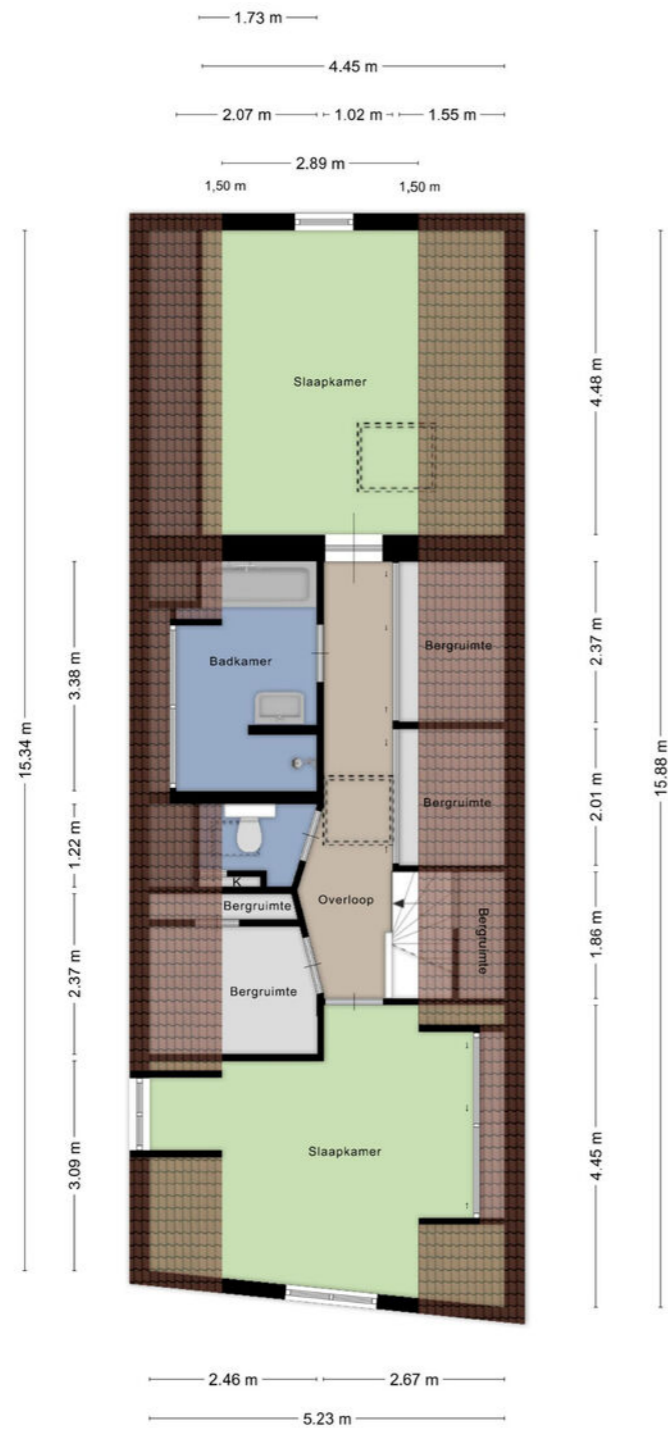 1.73 m
4.45 m
2.07 m
1.02 m
1.55 m
2.89 m
1,50 m
1,50 m
Slaapkamer
4.48 m
15.34 m
15.88 m
Badkamer
3.38 m
Bergruimte
2.37 m
Bergruimte
2.01 m
1.22 m
K
Bergruimte
Overloop
Bergruimte
1.86 m
Bergruimte
2.37 m
Slaapkamer
3.09 m
4.45 m
2.46 m
2.67 m
5.23 m